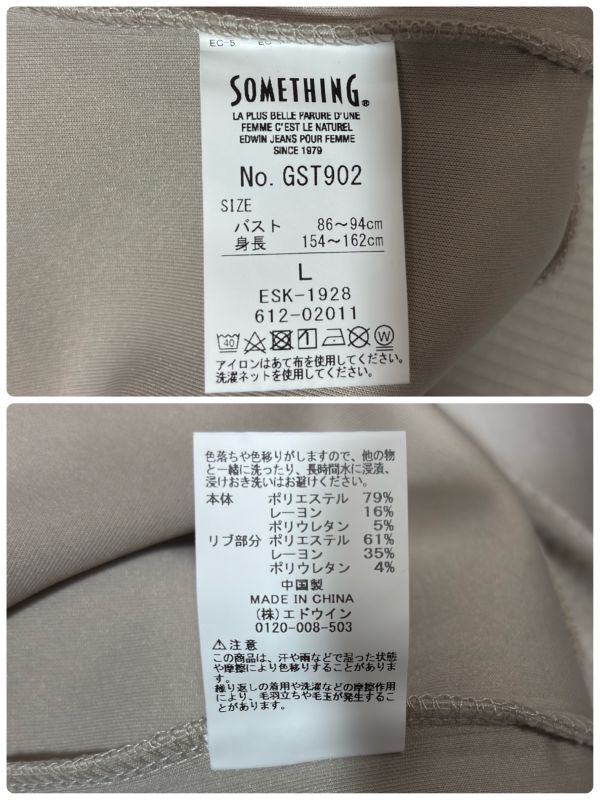 EC-5 EC
SOMETHING®
LA PLUS BELLE PARURE D'UNE
FEMME C'EST LE NATUREL
EDWIN JEANS POUR FEMME
SINCE 1979
No. GST902
SIZE
バスト 86～94cm
身長 154～162cm
L
ESK-1928
612-02011
40 W
アイロンはあて布を使用してください。
洗濯ネットを使用してください。
色落ちや色移りがしますので、他の物
と一緒に洗ったり、長時間水に浸漬、
浸けおき洗いはお避けください。
本体 ポリエステル 79%
レーヨン 16%
ポリウレタン 5%
リブ部分 ポリエステル 61%
レーヨン 35%
ポリウレタン 4%
中国製
MADE IN CHINA
(株)エドウイン
0120-008-503
⚠注意
この商品は、汗や雨などで湿った状態
や摩擦により色移りすることがありま
す。
繰り返しの着用や洗濯などの摩擦作用
により、毛羽立ちや毛玉が発生するこ
とがあります。